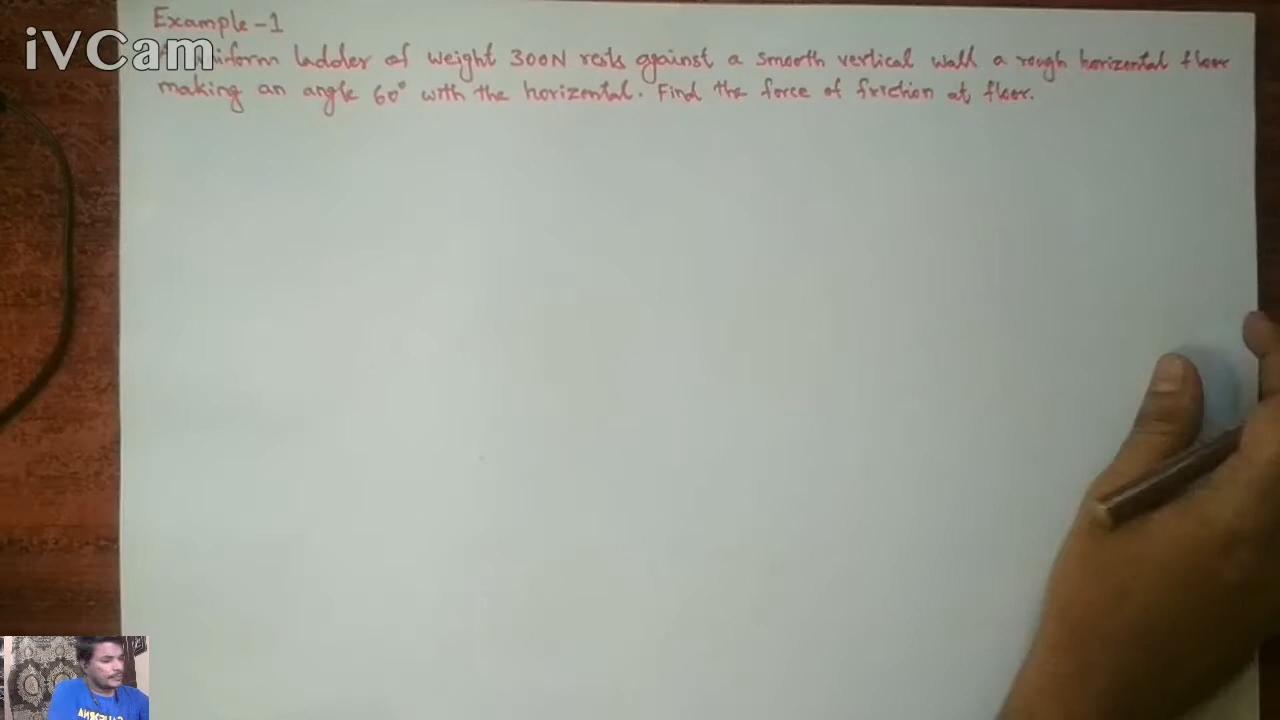 Example-1
iVCam
uniform ladder of weight 300N rests against a smooth vertical wall a rough horizontal floor
making an angle 60° with the horizontal. Find the force of friction at floor.